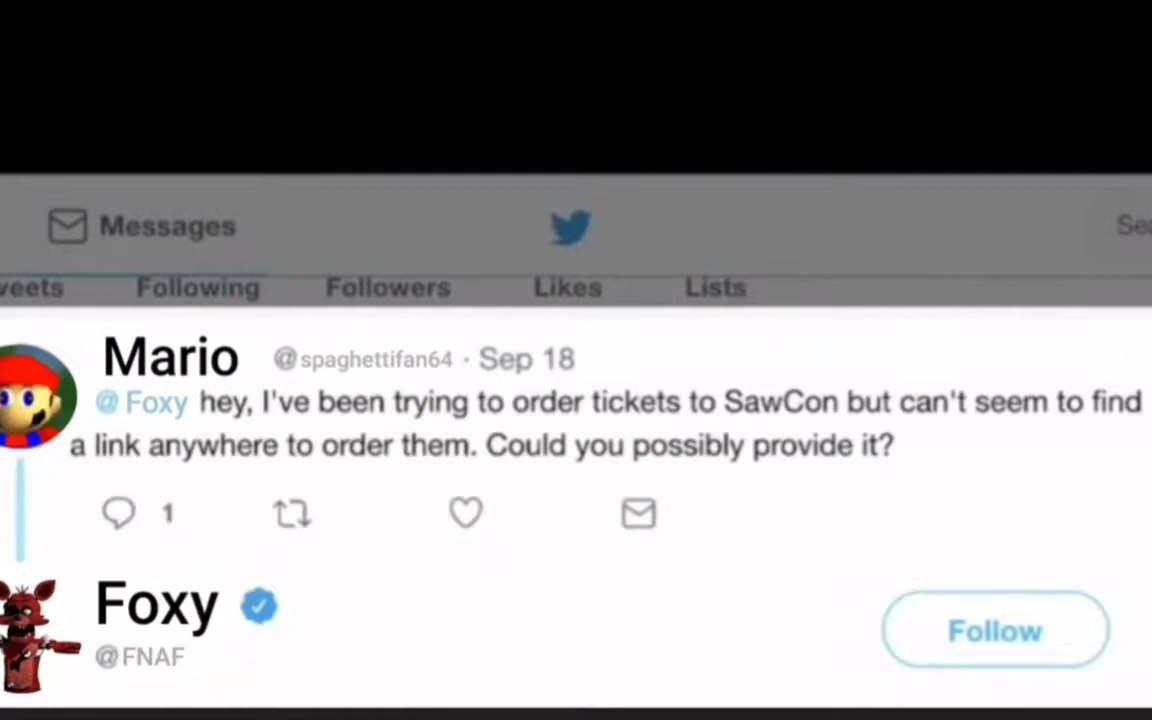 Messages
Sea
weets Following Followers Likes Lists
Mario @spaghettifan64 · Sep 18
@Foxy hey, I've been trying to order tickets to SawCon but can't seem to find
a link anywhere to order them. Could you possibly provide it?
1
Foxy
Follow
@FNAF